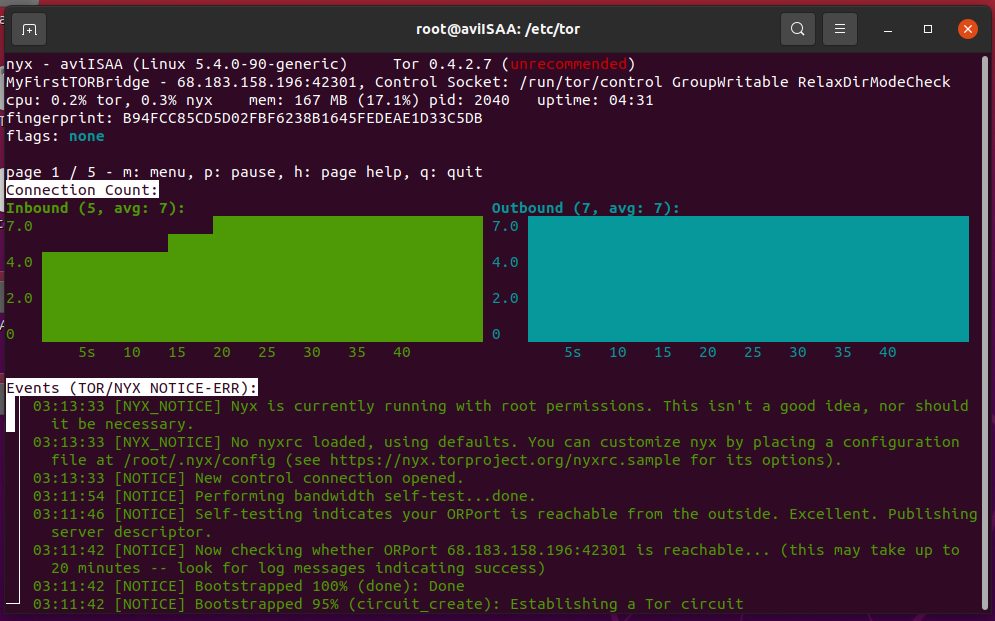 root@aviISAA: /etc/tor
nyx - aviISAA (Linux 5.4.0-90-generic)     Tor 0.4.2.7 (unrecommended)
MyFirstTORBridge - 68.183.158.196:42301, Control Socket: /run/tor/control GroupWritable RelaxDirModeCheck
cpu: 0.2% tor, 0.3% nyx    mem: 167 MB (17.1%) pid: 2040   uptime: 04:31
fingerprint: B94FCC85CD5D02FBF6238B1645FEDEAE1D33C5DB
flags: none
page 1 / 5 - m: menu, p: pause, h: page help, q: quit
Connection Count:
Inbound (5, avg: 7):    Outbound (7, avg: 7):
7.0    7.0
4.0    4.0
2.0    2.0
0    0
5s   10   15   20   25   30   35   40    5s   10   15   20   25   30   35   40
Events (TOR/NYX NOTICE-ERR):
03:13:33 [NYX_NOTICE] Nyx is currently running with root permissions. This isn't a good idea, nor should
it be necessary.
03:13:33 [NYX_NOTICE] No nyxrc loaded, using defaults. You can customize nyx by placing a configuration
file at /root/.nyx/config (see https://nyx.torproject.org/nyxrc.sample for its options).
03:13:33 [NOTICE] New control connection opened.
03:11:54 [NOTICE] Performing bandwidth self-test...done.
03:11:46 [NOTICE] Self-testing indicates your ORPort is reachable from the outside. Excellent. Publishing
server descriptor.
03:11:42 [NOTICE] Now checking whether ORPort 68.183.158.196:42301 is reachable... (this may take up to
20 minutes -- look for log messages indicating success)
03:11:42 [NOTICE] Bootstrapped 100% (done): Done
03:11:42 [NOTICE] Bootstrapped 95% (circuit_create): Establishing a Tor circuit